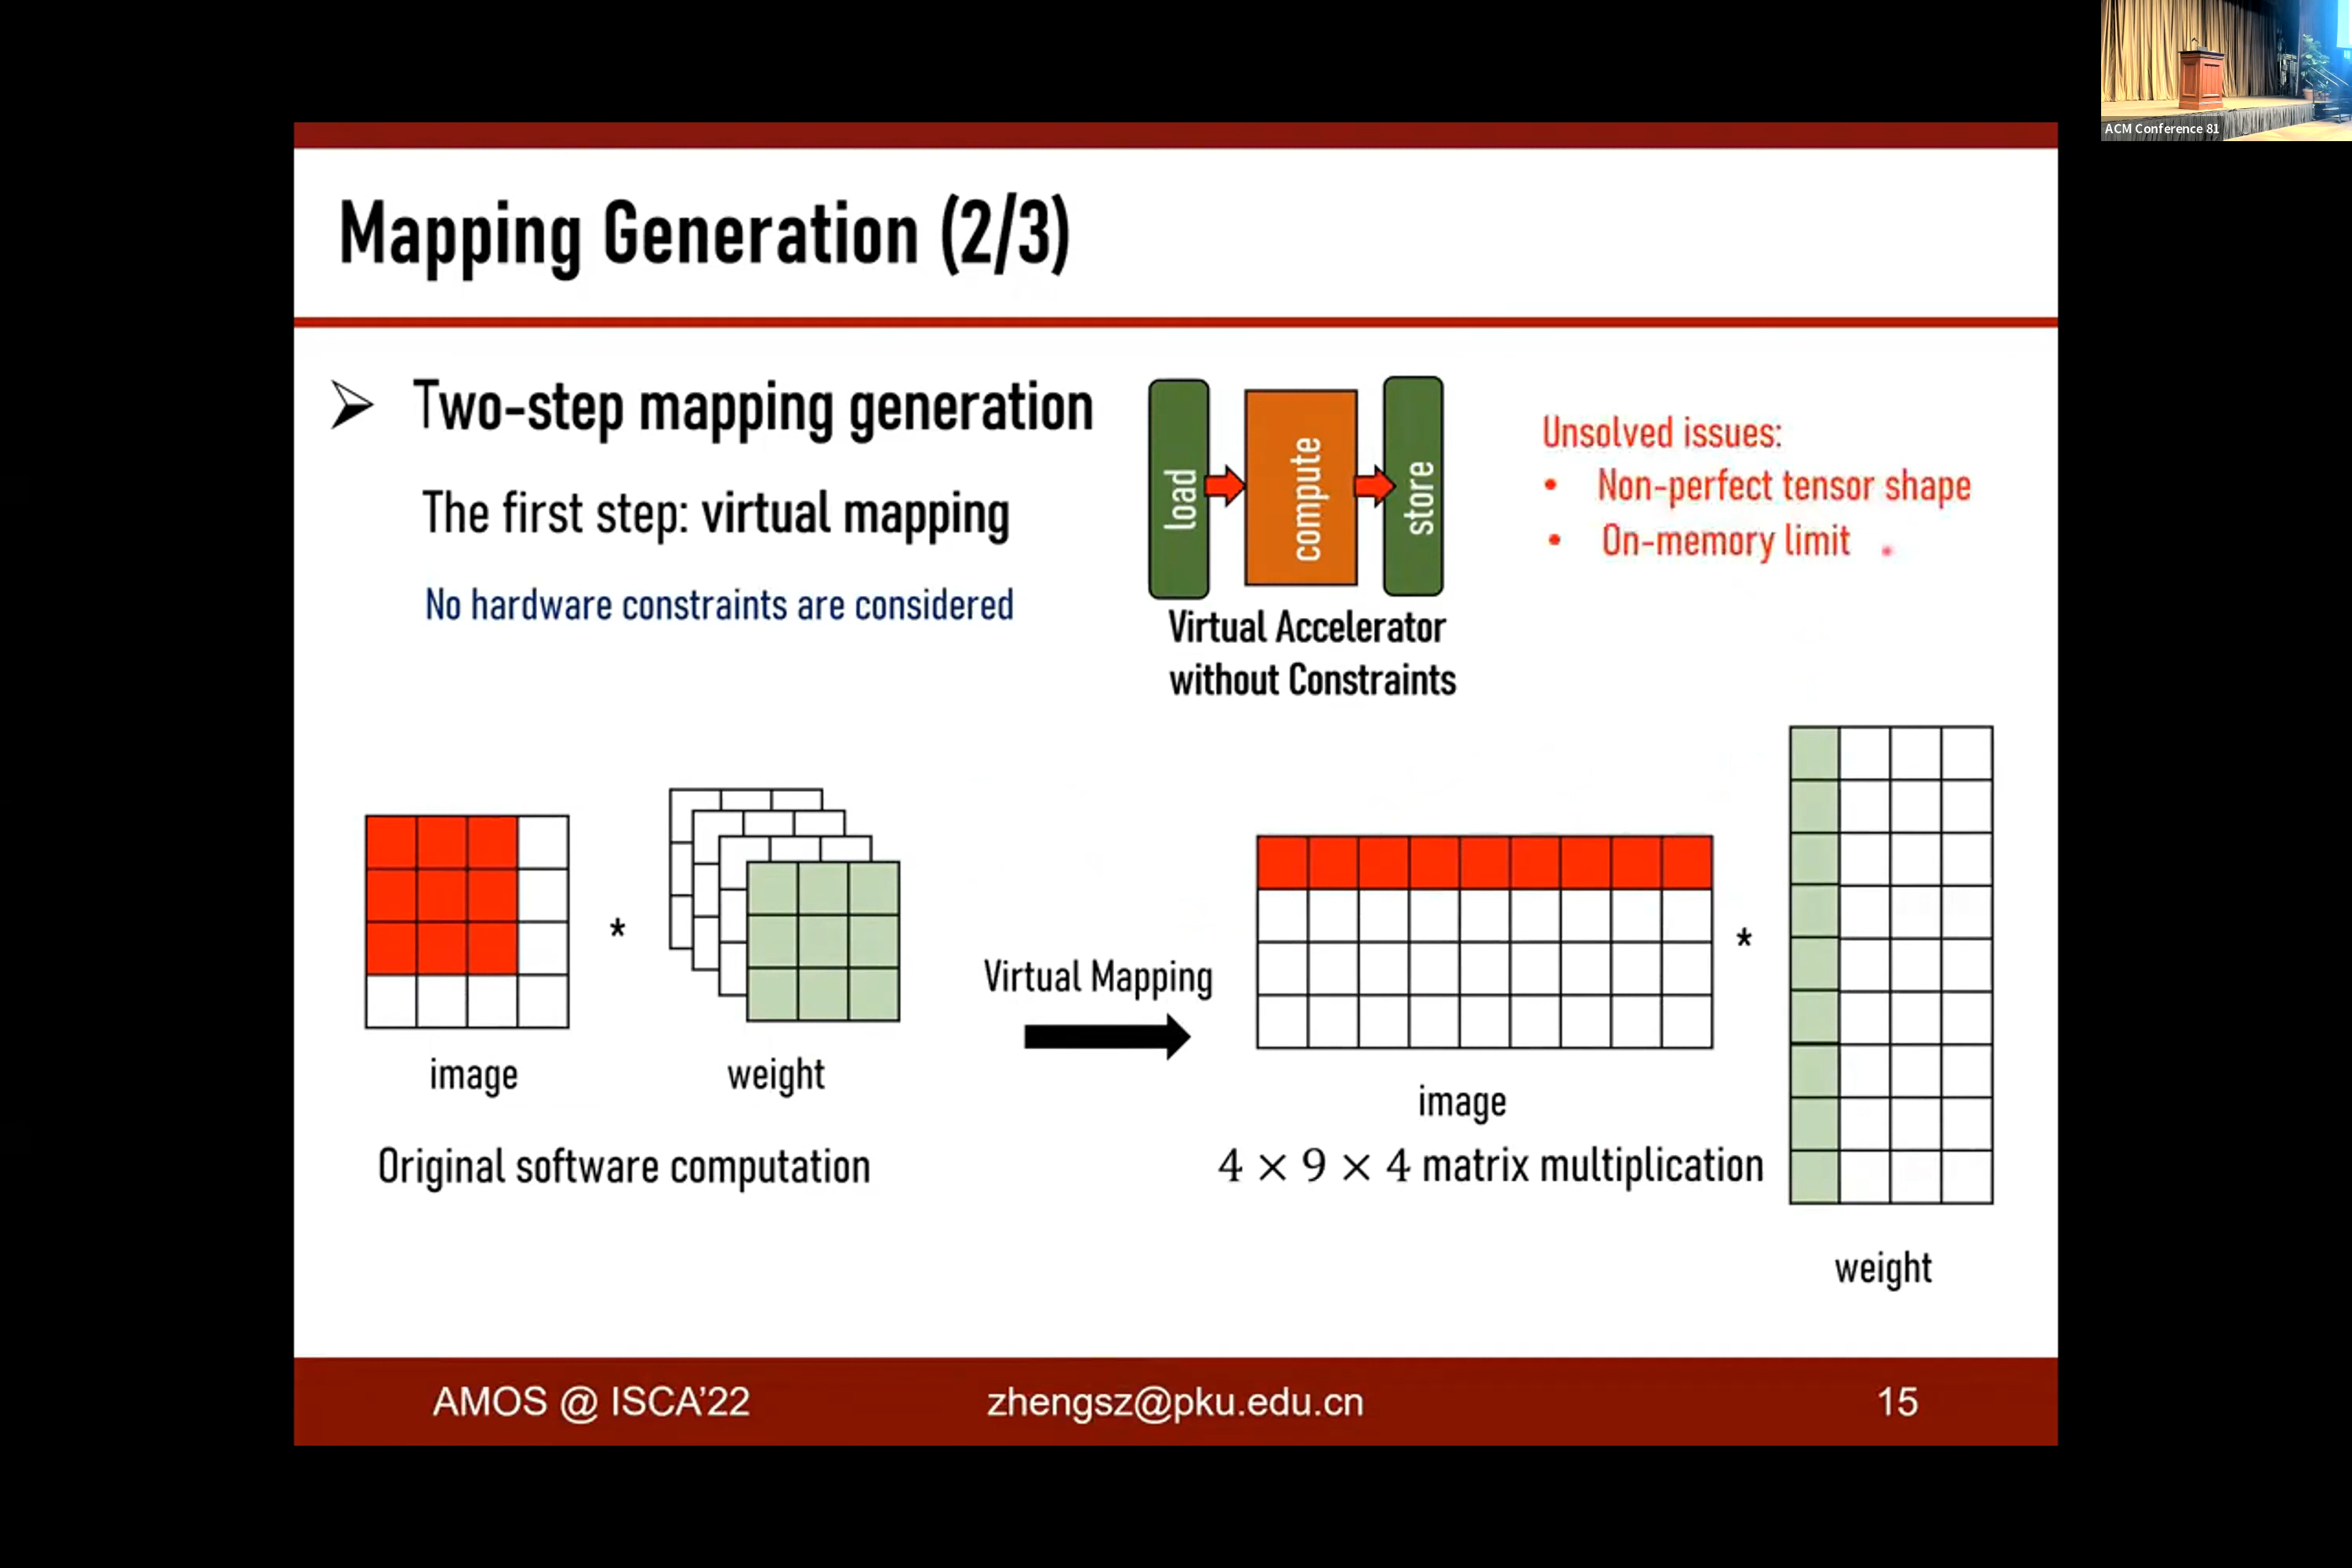 ACM Conference 81
Mapping Generation (2/3)
Two-step mapping generation
The first step: virtual mapping
No hardware constraints are considered
load
compute
store
Virtual Accelerator
without Constraints
Unsolved issues:
• Non-perfect tensor shape
• On-memory limit
*
Virtual Mapping
*
image
weight
Original software computation
image
4 × 9 × 4 matrix multiplication
weight
AMOS @ ISCA'22
zhengsz@pku.edu.cn
15